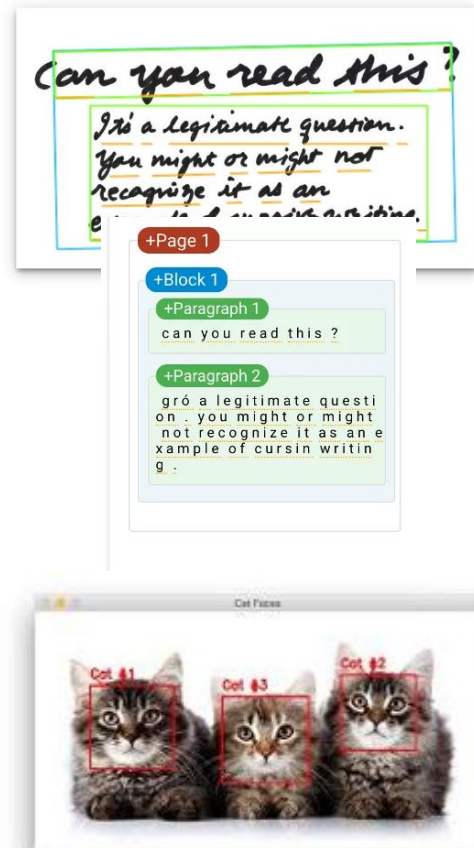 Can you read this?
It's a legitimate question.
You might or might not
recognize it as an
+Page 1
+Block 1
+Paragraph 1
can you read this ?
+Paragraph 2
gró a legitimate questi
on . you might or might
not recognize it as an e
xample of cursin writin
g .
Cat Faces
Cat #1
Cat #3
Cat #2